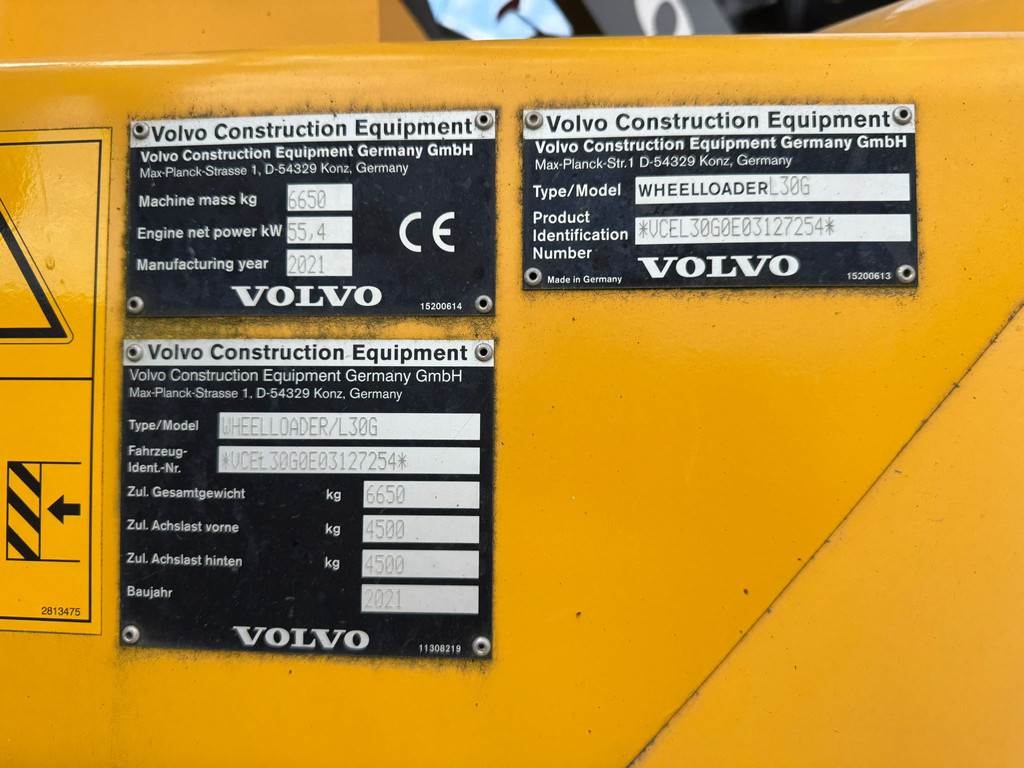 Volvo Construction Equipment
Volvo Construction Equipment Germany GmbH
Max-Planck-Strasse 1, D-54329 Konz, Germany
Machine mass kg 6650
Engine net power kW 55,4
CE
Manufacturing year 2021
VOLVO
15200614
Volvo Construction Equipment
Volvo Construction Equipment Germany GmbH
Max-Planck-Str.1 D-54329 Konz, Germany
Type/Model WHEELLOADER L30G
Product
Identification *VCEL30G0E03127254*
Number
VOLVO
Made in Germany
15200613
Volvo Construction Equipment
Volvo Construction Equipment Germany GmbH
Max-Planck-Strasse 1, D-54329 Konz, Germany
Type/Model WHEELLOADER/L30G
Fahrzeug-
Ident.-Nr. *VCEL30G0E03127254*
Zul. Gesamtgewicht kg 6650
Zul. Achslast vorne kg 4500
Zul. Achslast hinten kg 4500
Baujahr 2021
VOLVO
11308219
2813475